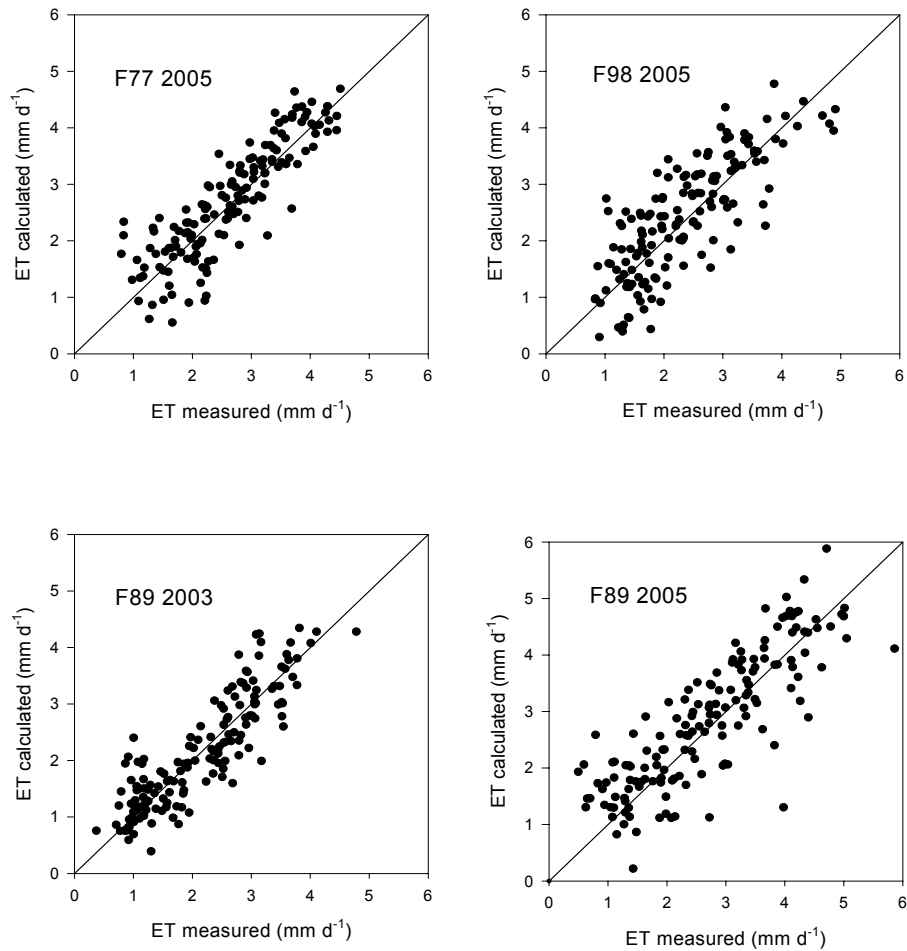 F77 2005
ET calculated (mm d-1)
6
5
4
3
2
1
0
0 1 2 3 4 5 6
ET measured (mm d-1)
F98 2005
ET calculated (mm d-1)
6
5
4
3
2
1
0
0 1 2 3 4 5 6
ET measured (mm d-1)
F89 2003
ET calculated (mm d-1)
6
5
4
3
2
1
0
0 1 2 3 4 5 6
ET measured (mm d-1)
F89 2005
ET calculated (mm d-1)
6
5
4
3
2
1
0
0 1 2 3 4 5 6
ET measured (mm d-1)